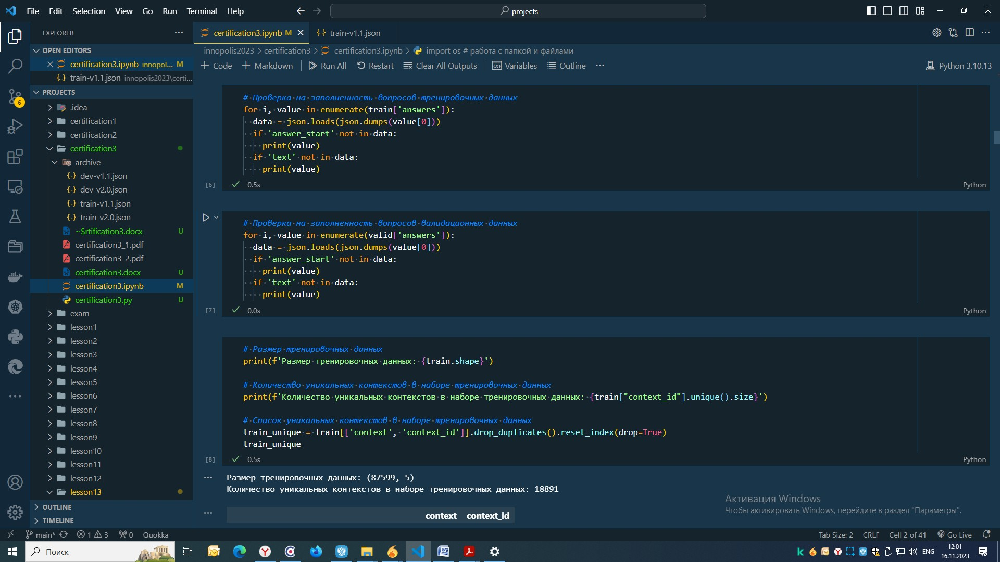 File Edit Selection View Go Run Terminal Help
projects
EXPLORER
certification3.ipynb M
train-v1.1.json
OPEN EDITORS
innopolis2023 > certification3 > certification3.ipynb > import os # работа с папкой и файлами
certification3.ipynb innopol... M
train-v1.1.json innopolis2023\certi...
Code Markdown Run All Restart Clear All Outputs Variables Outline ...
Python 3.10.13
PROJECTS
.idea
certification1
certification2
certification3
archive
dev-v1.1.json
dev-v2.0.json
train-v1.1.json
train-v2.0.json
~$rtification3.docx U
certification3_1.pdf
certification3_2.pdf
certification3.docx U
certification3.ipynb M
certification3.py U
exam
lesson1
lesson2
lesson3
lesson4
lesson5
lesson6
lesson7
lesson8
lesson9
lesson10
lesson11
lesson12
lesson13
OUTLINE
TIMELINE
6
# Проверка на заполненность вопросов тренировочных данных
for i, value in enumerate(train['answers']):
data = json.loads(json.dumps(value[0]))
if 'answer_start' not in data:
print(value)
if 'text' not in data:
print(value)
[6] 0.5s Python
# Проверка на заполненность вопросов валидационных данных
for i, value in enumerate(valid['answers']):
data = json.loads(json.dumps(value[0]))
if 'answer_start' not in data:
print(value)
if 'text' not in data:
print(value)
[7] 0.0s Python
# Размер тренировочных данных
print(f'Размер тренировочных данных: {train.shape}')
# Количество уникальных контекстов в наборе тренировочных данных
print(f'Количество уникальных контекстов в наборе тренировочных данных: {train["context_id"].unique().size}')
# Список уникальных контекстов в наборе тренировочных данных
train_unique = train[['context', 'context_id']].drop_duplicates().reset_index(drop=True)
train_unique
[8] 0.5s Python
Размер тренировочных данных: (87599, 5)
Количество уникальных контекстов в наборе тренировочных данных: 18891
context context_id
Активация Windows
Чтобы активировать Windows, перейдите в раздел "Параметры".
main* 1 3 0 Quokka
Tab Size: 2 CRLF Cell 2 of 41 Go Live
Поиск
ENG
12:01
16.11.2023